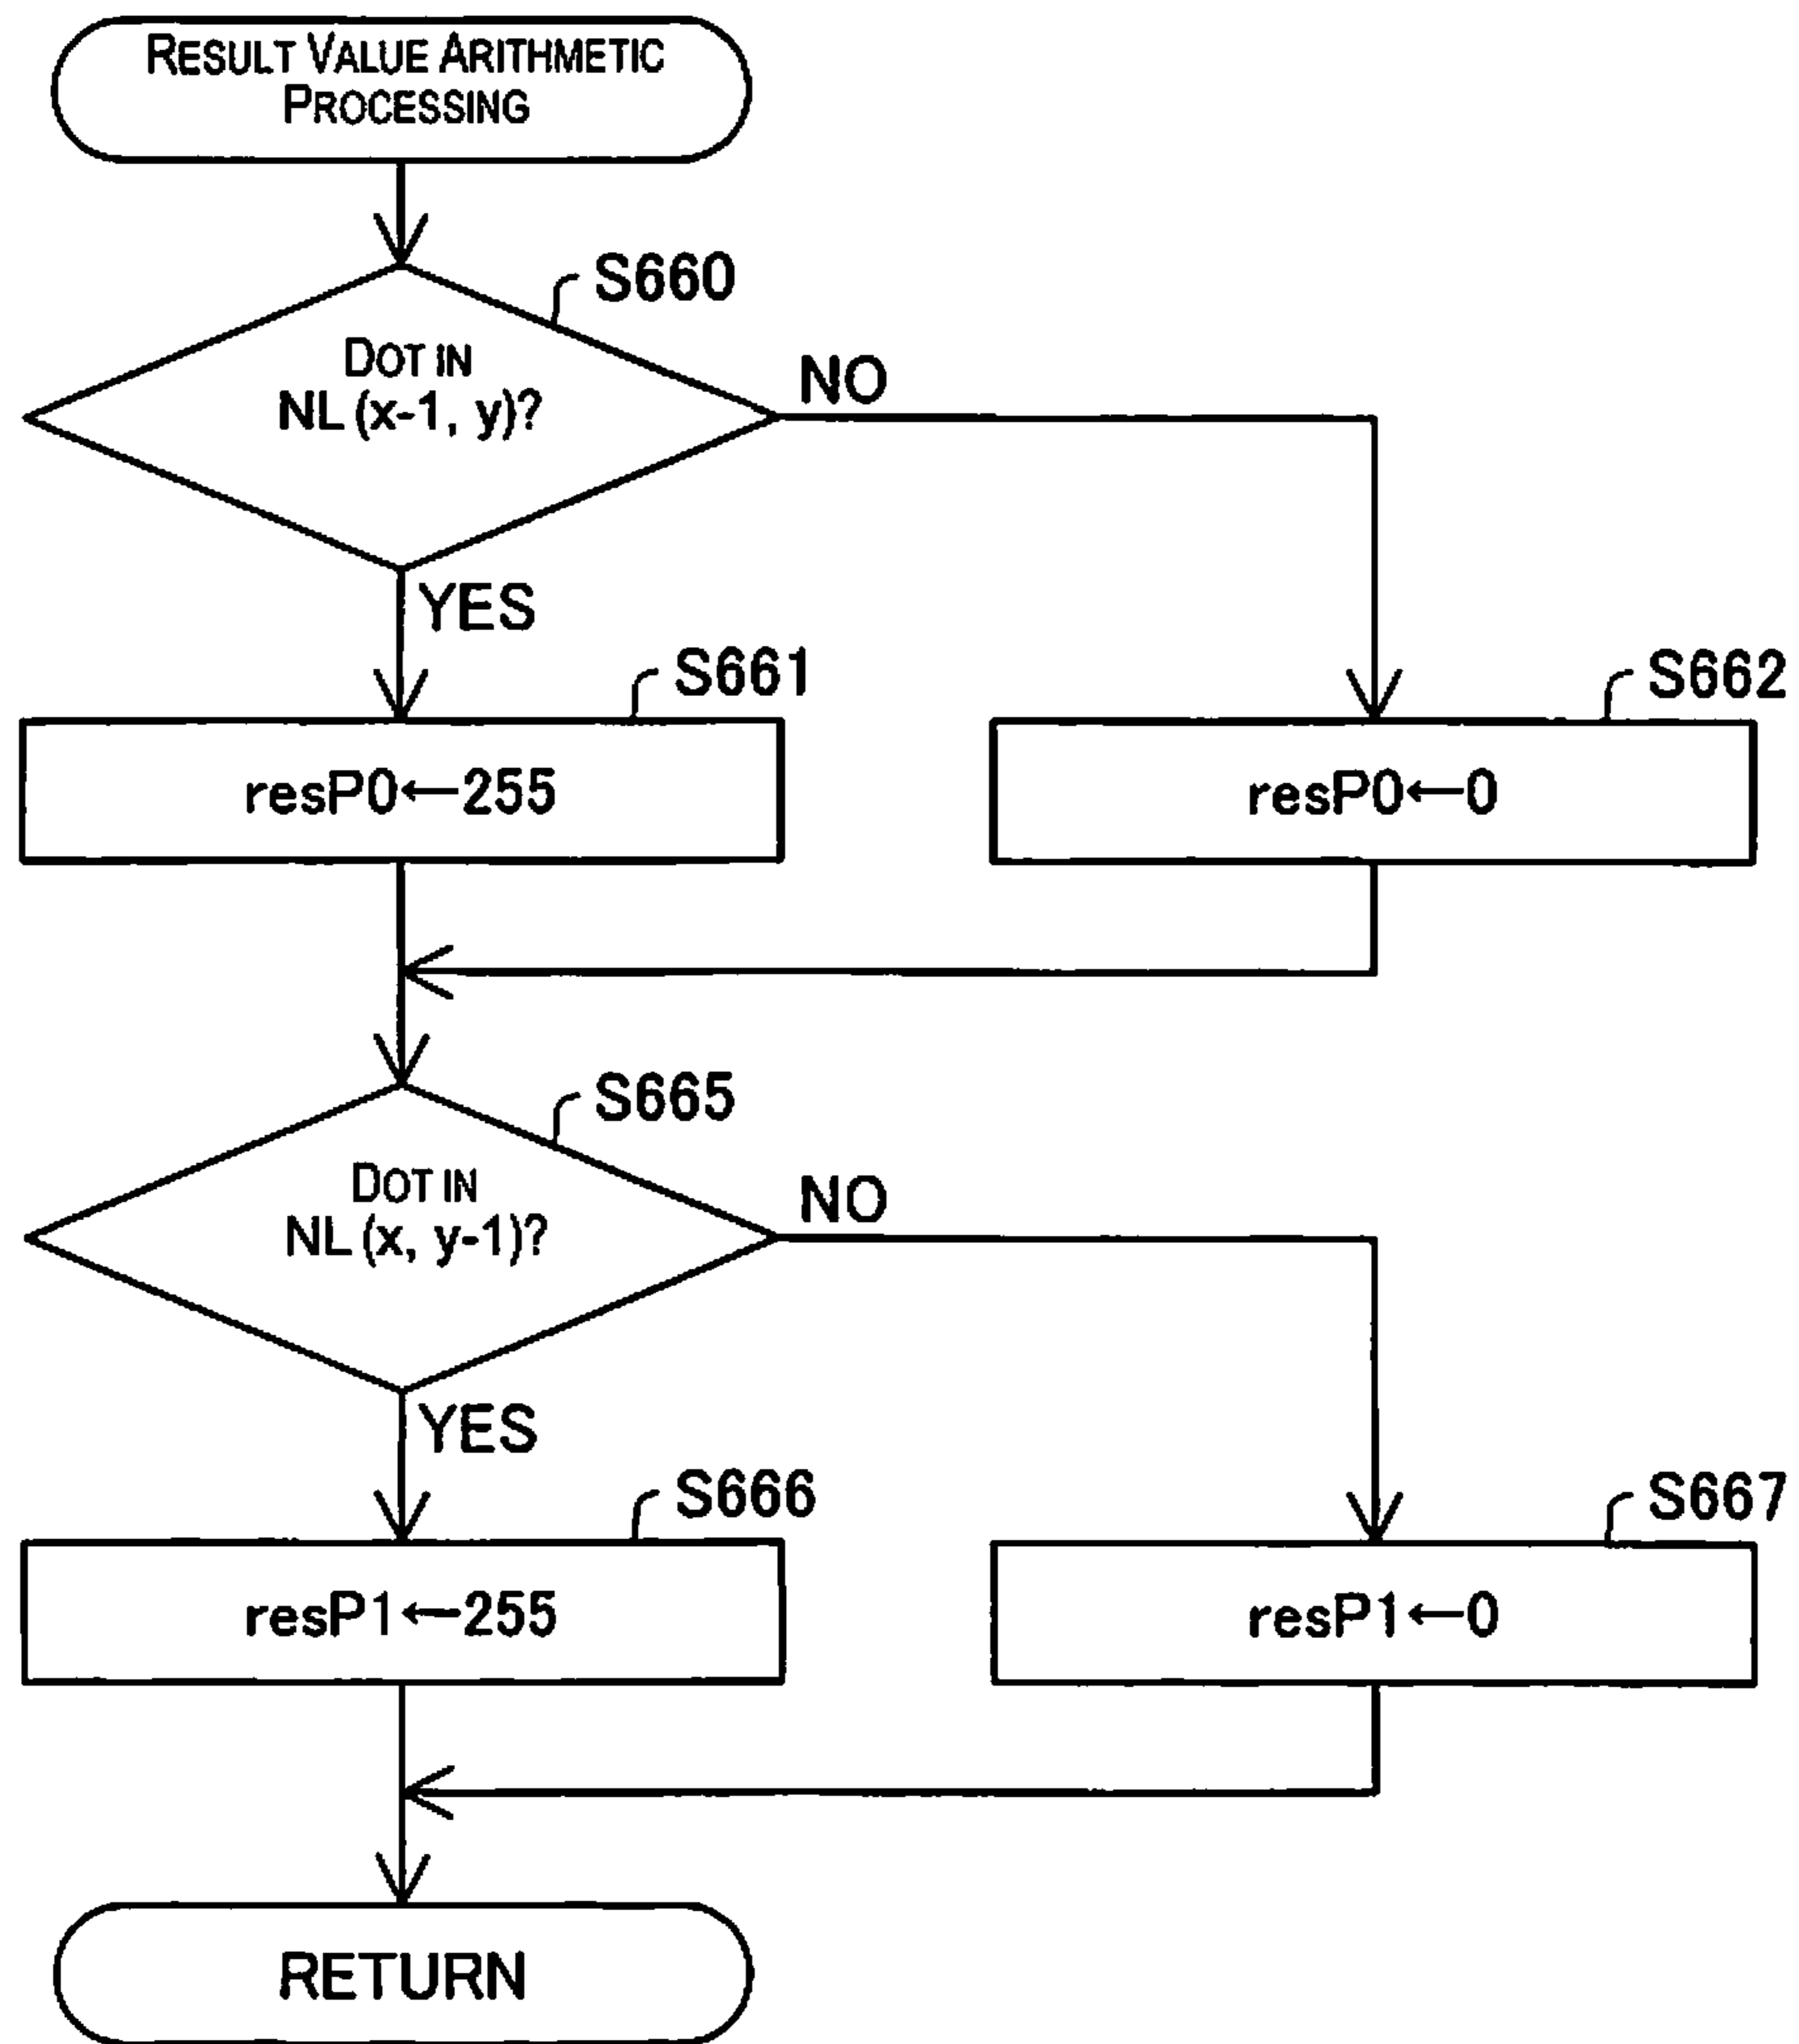 RESULT VALUE ARITHMETIC
PROCESSING
S660
DOT IN
NL(x-1, y)?
NO
YES
S661
S662
resP0←255
resP0←0
S665
DOT IN
NL(x, y-1)?
NO
YES
S666
S667
resP1←255
resP1←0
RETURN